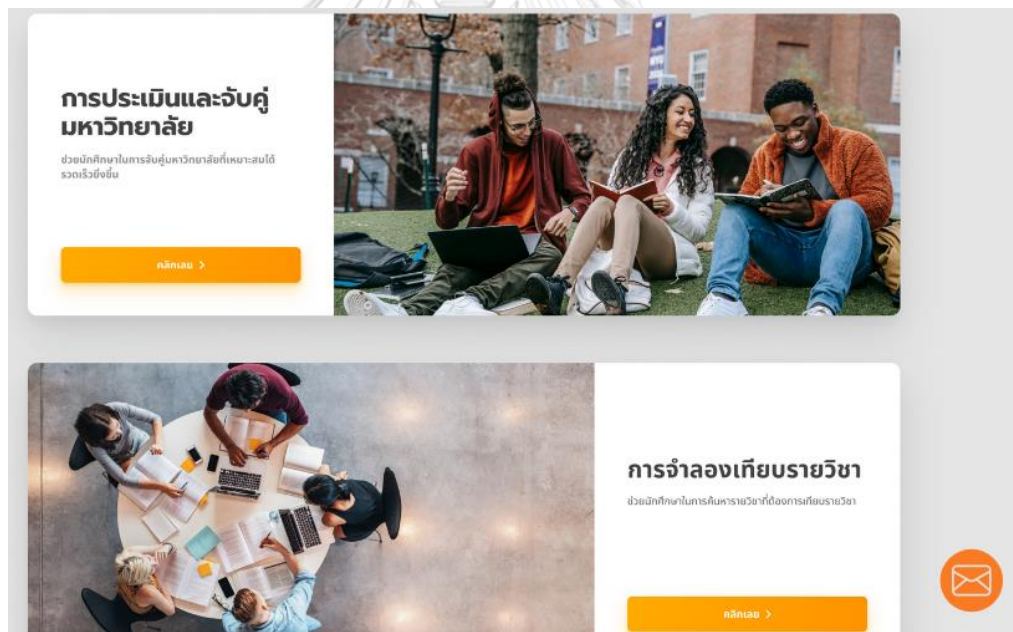 การประเมินและจับคู่
มหาวิทยาลัย
ช่วยนักศึกษาในการจับคู่มหาวิทยาลัยที่เหมาะสมได้
รวดเร็วยิ่งขึ้น
คลิกเลย >
การจำลองเทียบรายวิชา
ช่วยนักศึกษาในการค้นหารายวิชาที่ต้องการเทียบรายวิชา
คลิกเลย >